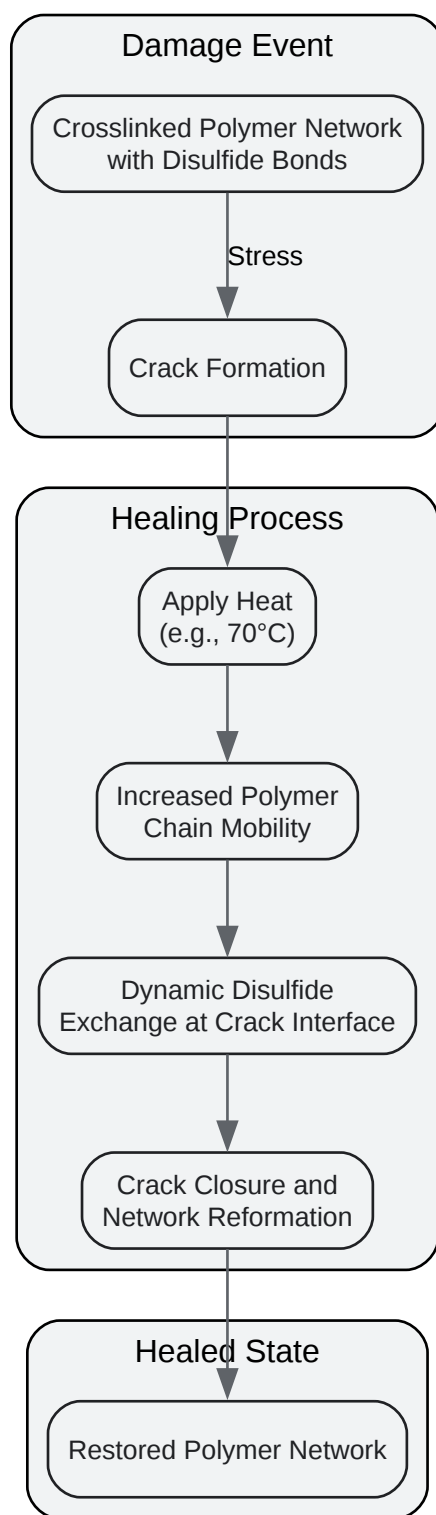 Damage Event
Crosslinked Polymer Network
with Disulfide Bonds
Stress
Crack Formation
Healing Process
Apply Heat
(e.g., 70°C)
Increased Polymer
Chain Mobility
Dynamic Disulfide
Exchange at Crack Interface
Crack Closure and
Network Reformation
Healed State
Restored Polymer Network